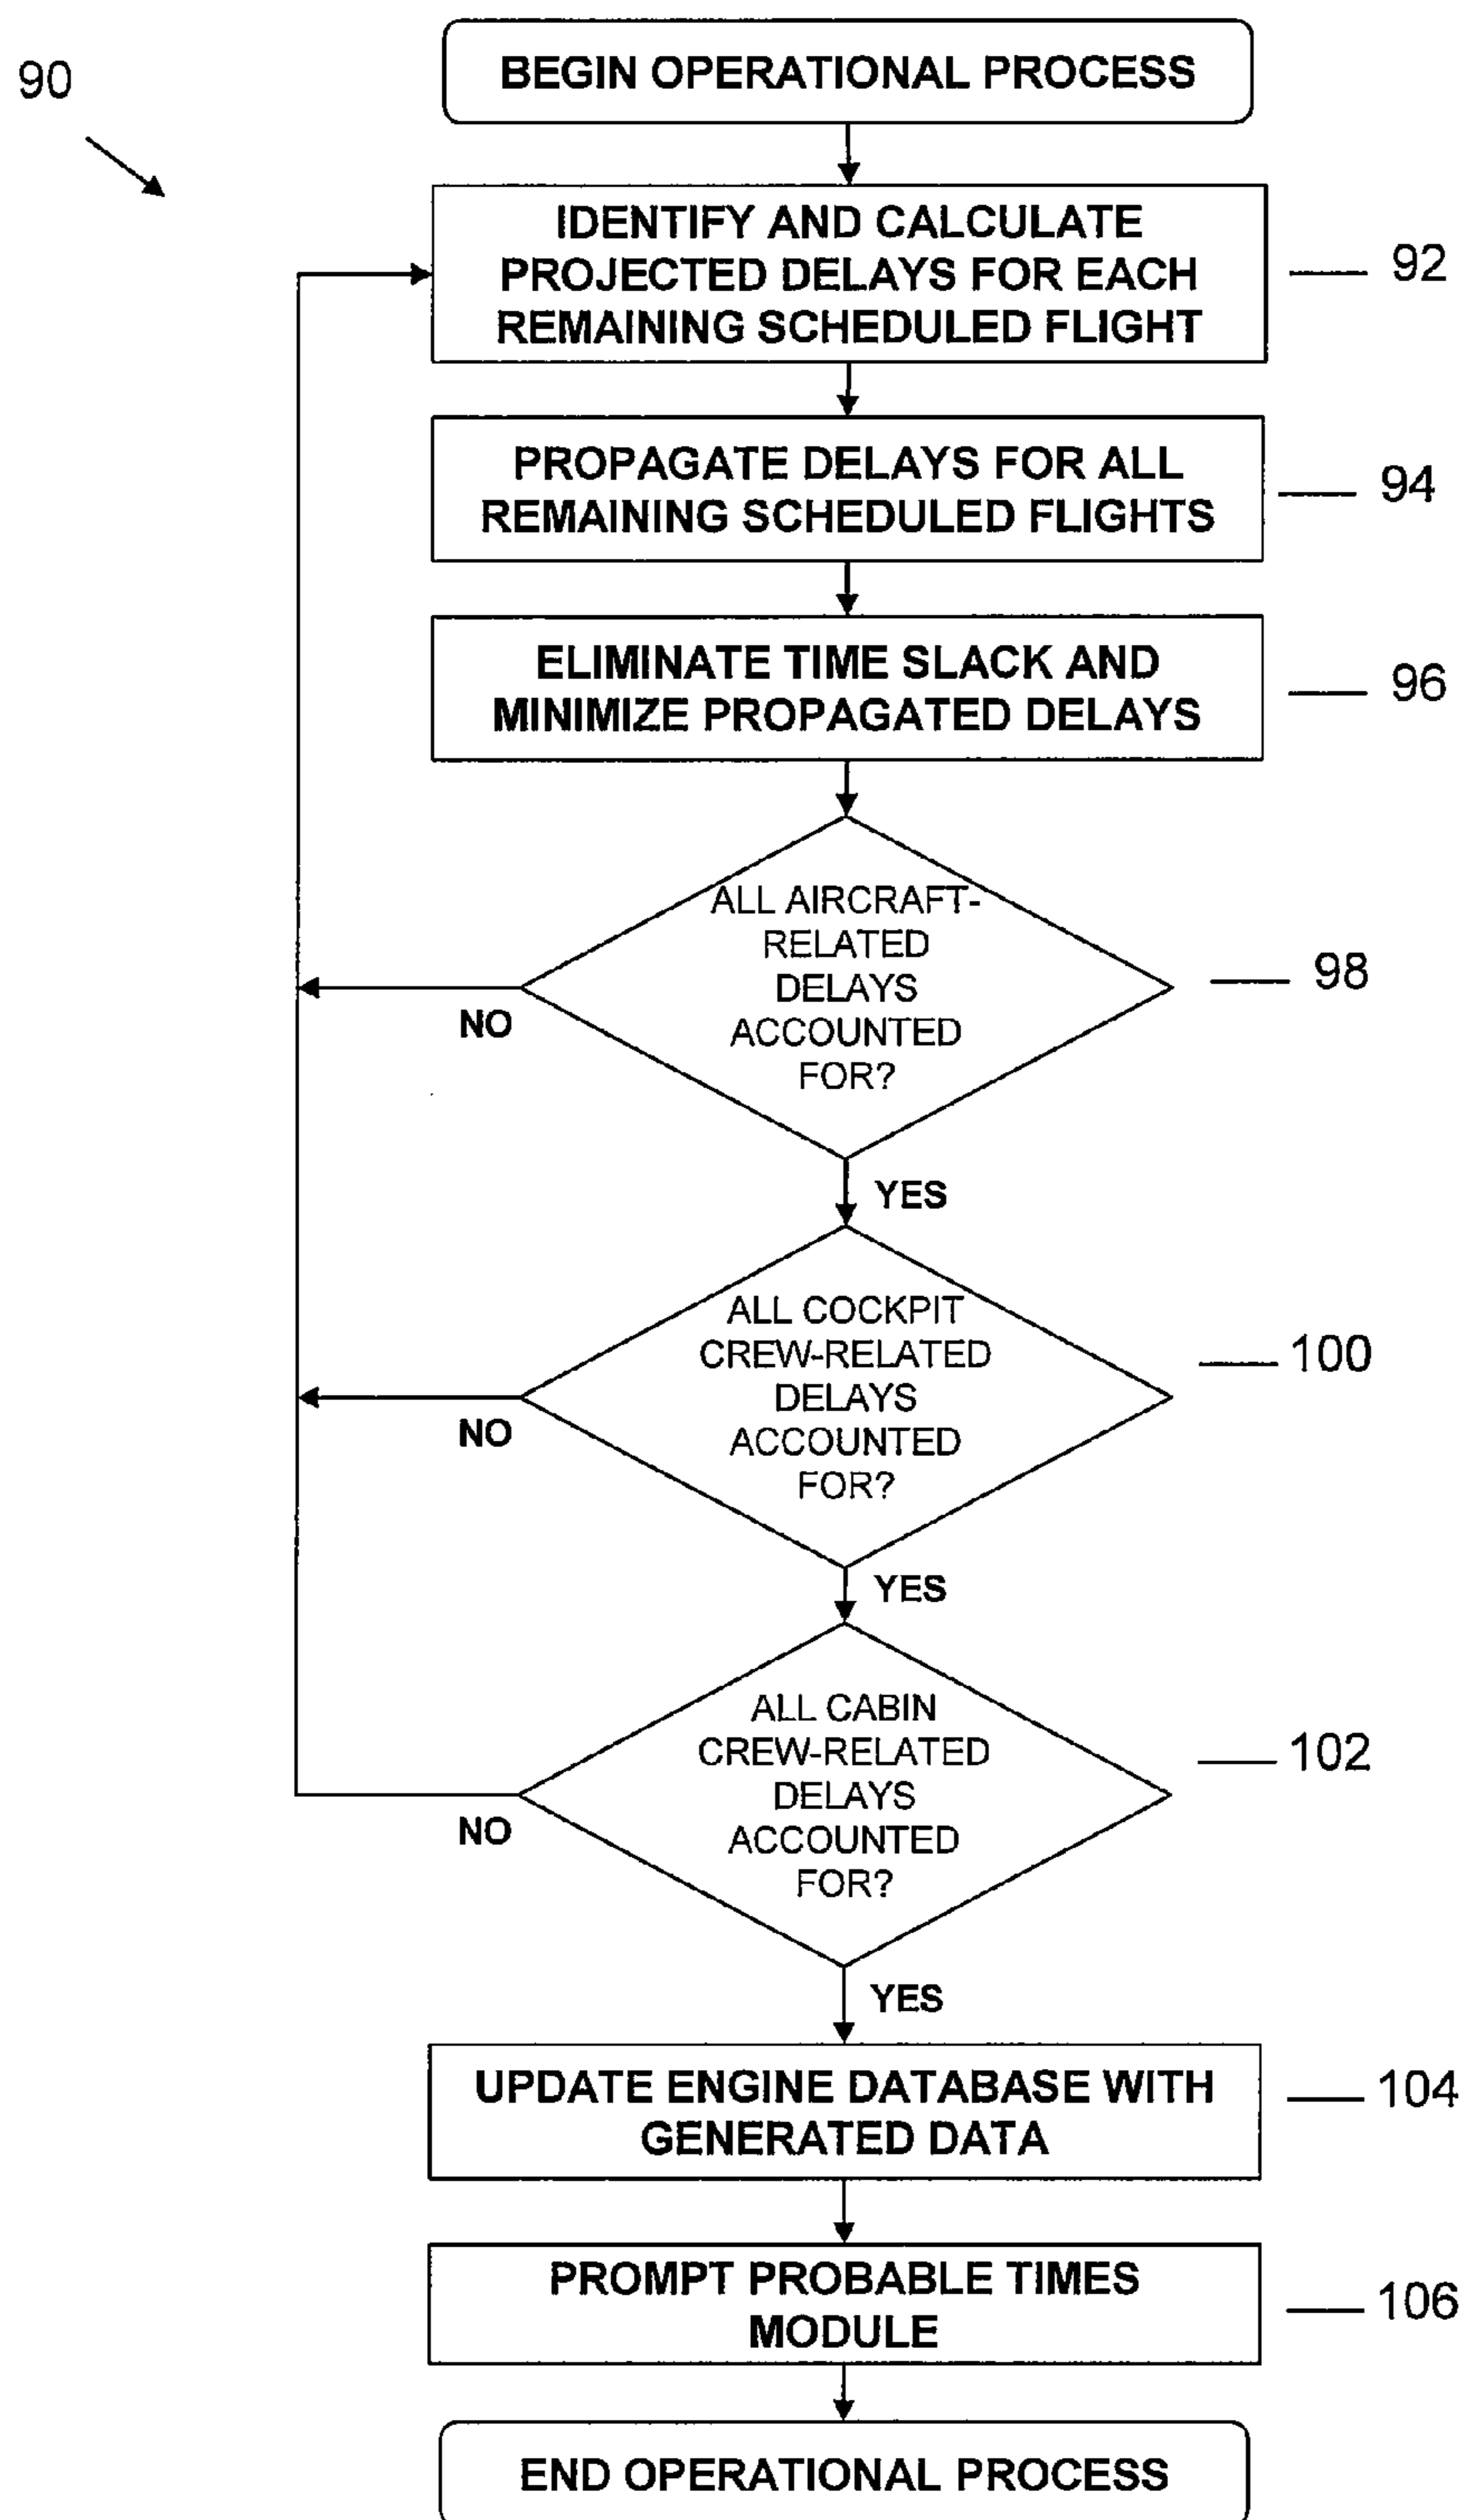 90
BEGIN OPERATIONAL PROCESS
IDENTIFY AND CALCULATE
PROJECTED DELAYS FOR EACH
REMAINING SCHEDULED FLIGHT
92
PROPAGATE DELAYS FOR ALL
REMAINING SCHEDULED FLIGHTS
94
ELIMINATE TIME SLACK AND
MINIMIZE PROPAGATED DELAYS
96
ALL AIRCRAFT-
RELATED
DELAYS
ACCOUNTED
FOR?
98
NO
YES
ALL COCKPIT
CREW-RELATED
DELAYS
ACCOUNTED
FOR?
100
NO
YES
ALL CABIN
CREW-RELATED
DELAYS
ACCOUNTED
FOR?
102
NO
YES
UPDATE ENGINE DATABASE WITH
GENERATED DATA
104
PROMPT PROBABLE TIMES
MODULE
106
END OPERATIONAL PROCESS